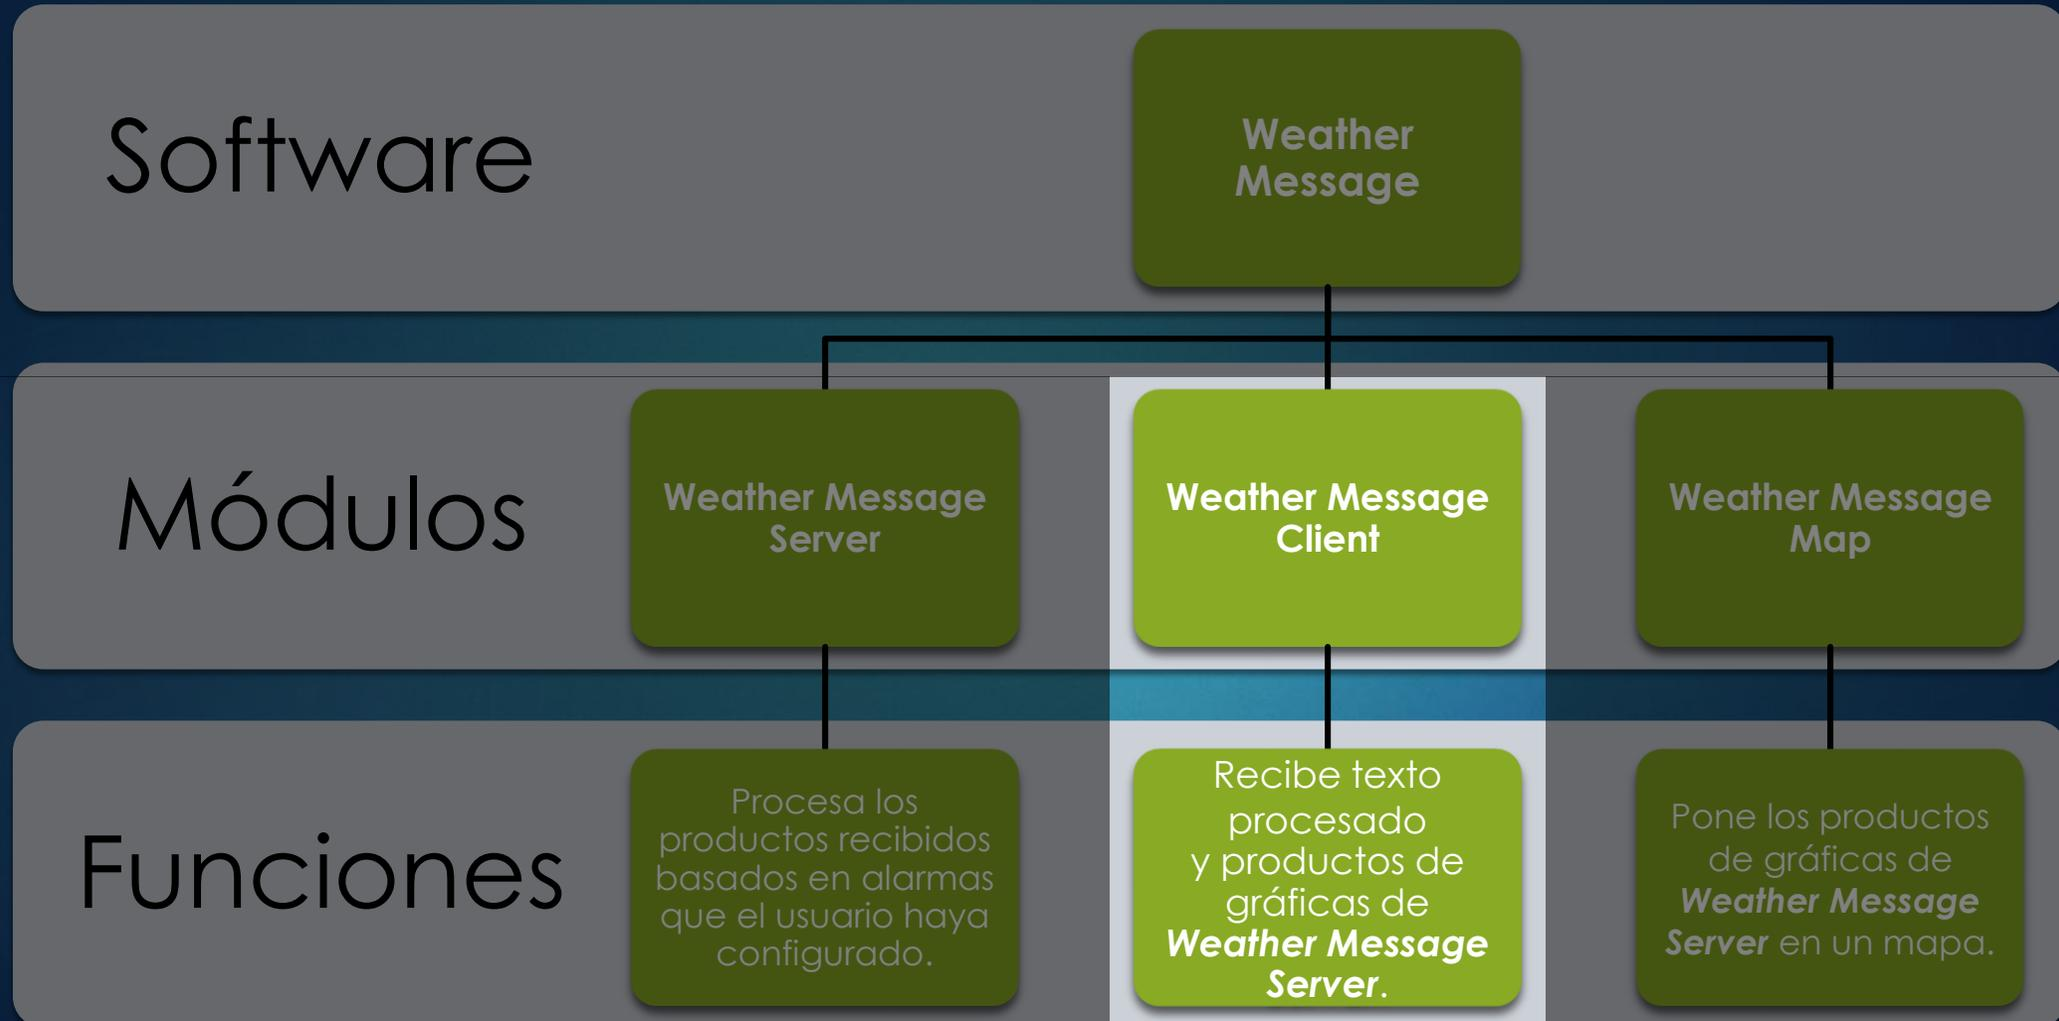 Software
Weather
Message
Módulos
Weather Message
Server
Weather Message
Client
Weather Message
Map
Funciones
Procesa los
productos recibidos
basados en alarmas
que el usuario haya
configurado.
Recibe texto
procesado
y productos de
gráficas de
Weather Message
Server.
Pone los productos
de gráficas de
Weather Message
Server en un mapa.